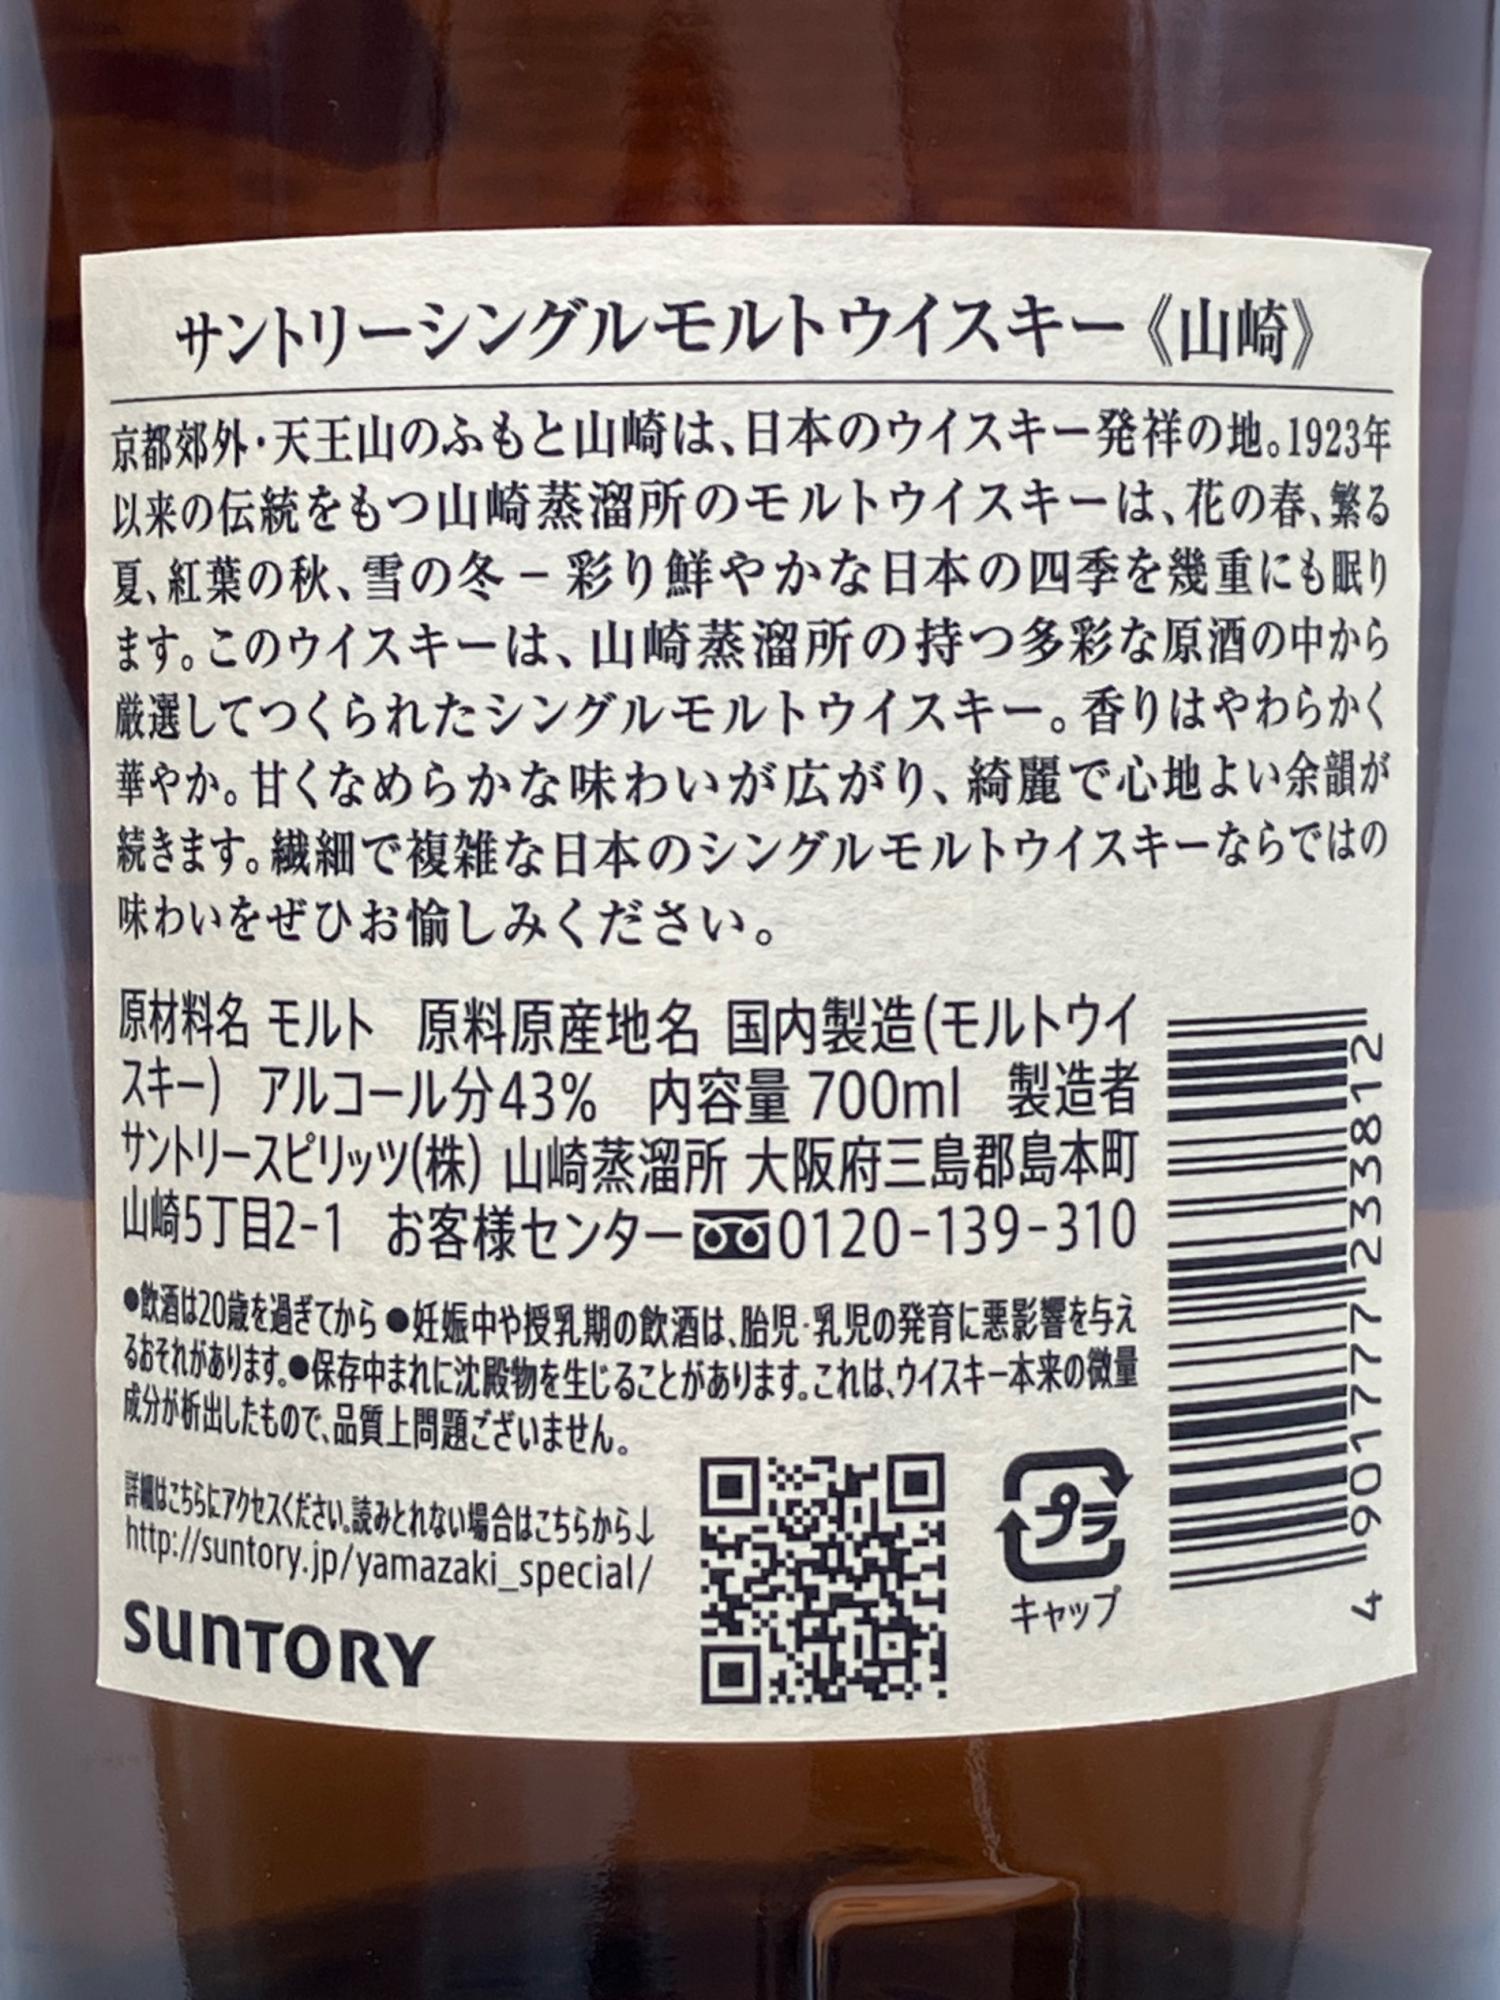 サントリーシングルモルトウイスキー《山崎》
京都郊外・天王山のふもと山崎は、日本のウイスキー発祥の地。1923年
以来の伝統をもつ山崎蒸溜所のモルトウイスキーは、花の春、繁る
夏、紅葉の秋、雪の冬－彩り鮮やかな日本の四季を幾重にも眠り
ます。このウイスキーは、山崎蒸溜所の持つ多彩な原酒の中から
厳選してつくられたシングルモルトウイスキー。香りはやわらかく
華やか。甘くなめらかな味わいが広がり、綺麗で心地よい余韻が
続きます。繊細で複雑な日本のシングルモルトウイスキーならではの
味わいをぜひお愉しみください。
原材料名 モルト 原料原産地名 国内製造(モルトウイ
スキー) アルコール分43% 内容量 700ml 製造者
サントリースピリッツ(株) 山崎蒸溜所 大阪府三島郡島本町
山崎5丁目2-1 お客様センター 0120-139-310
●飲酒は20歳を過ぎてから ●妊娠中や授乳期の飲酒は、胎児・乳児の発育に悪影響を与え
るおそれがあります。●保存中まれに沈殿物を生じることがあります。これは、ウイスキー本来の微量
成分が析出したもので、品質上問題ございません。
詳細はこちらにアクセスください。読みとれない場合はこちらから↓
http://suntory.jp/yamazaki_special/
SUNTORY
プラ
キャップ
4 901777 233812